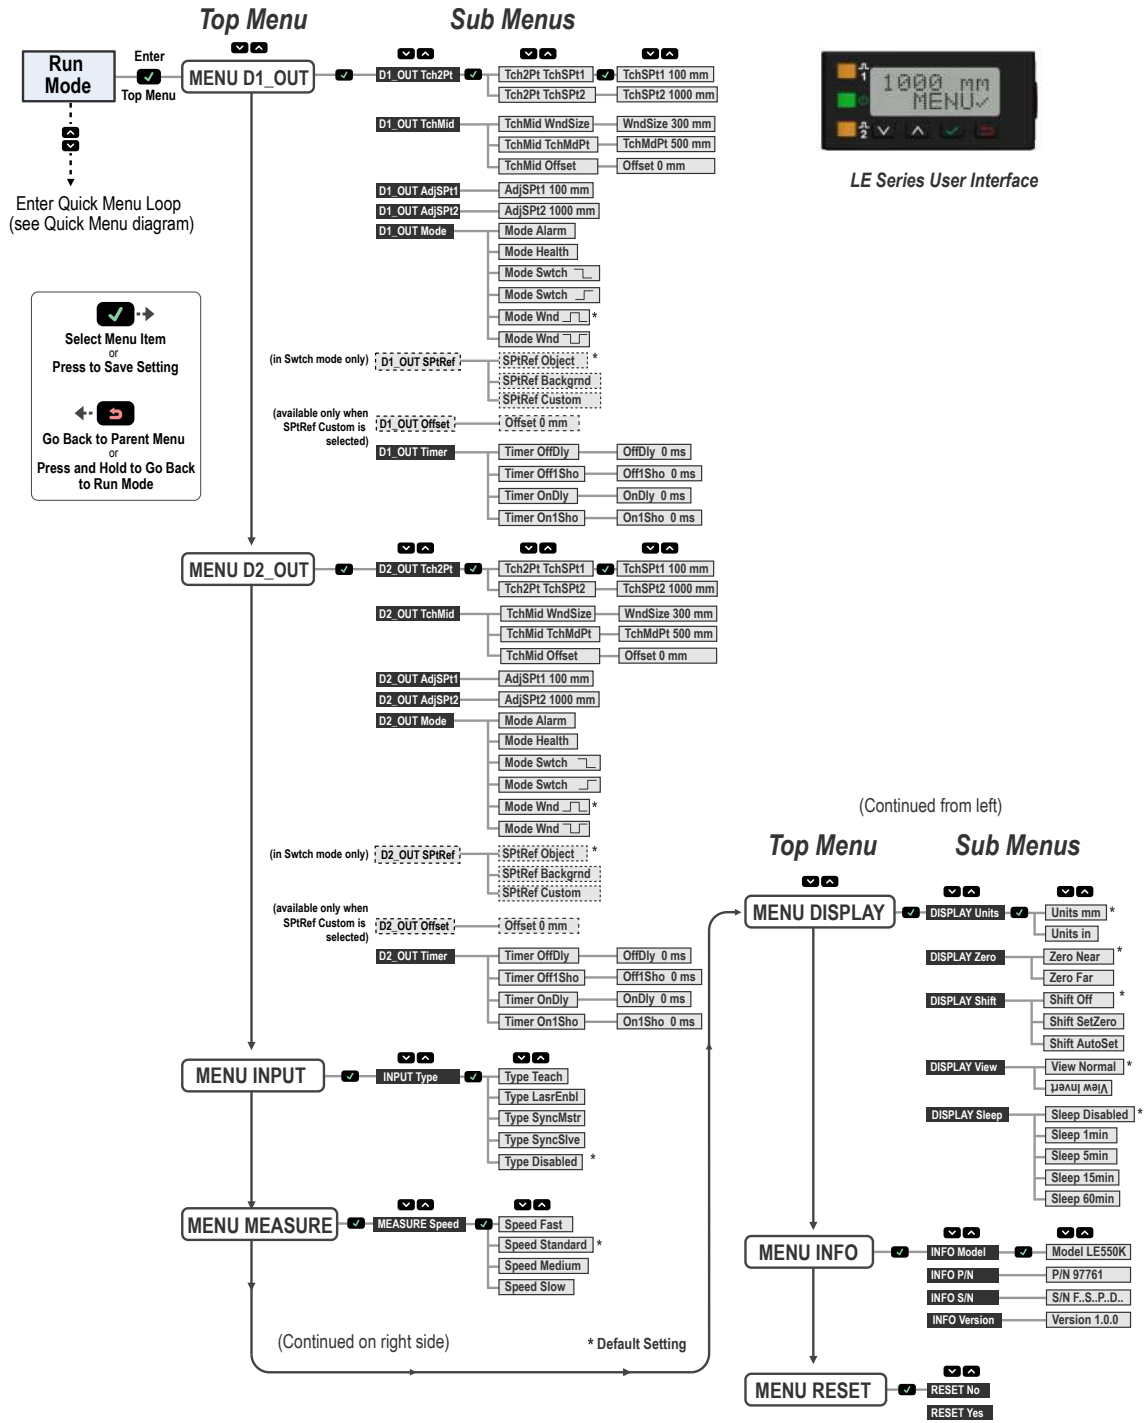 Top Menu
Sub Menus
Run Mode
Enter
Top Menu
Enter Quick Menu Loop
(see Quick Menu diagram)
Select Menu Item
or
Press to Save Setting
Go Back to Parent Menu
or
Press and Hold to Go Back
to Run Mode
1000 mm
MENU✓
1
2
LE Series User Interface
MENU D1_OUT
D1_OUT Tch2Pt
Tch2Pt TchSPt1
TchSPt1 100 mm
Tch2Pt TchSPt2
TchSPt2 1000 mm
D1_OUT TchMid
TchMid WndSize
WndSize 300 mm
TchMid TchMdPt
TchMdPt 500 mm
TchMid Offset
Offset 0 mm
D1_OUT AdjSPt1
AdjSPt1 100 mm
D1_OUT AdjSPt2
AdjSPt2 1000 mm
D1_OUT Mode
Mode Alarm
Mode Health
Mode Swtch
Mode Swtch
Mode Wnd *
Mode Wnd
(in Swtch mode only)
D1_OUT SPtRef
SPtRef Object *
SPtRef Backgrnd
SPtRef Custom
(available only when
SPtRef Custom is
selected)
D1_OUT Offset
Offset 0 mm
D1_OUT Timer
Timer OffDly
OffDly 0 ms
Timer Off1Sho
Off1Sho 0 ms
Timer OnDly
OnDly 0 ms
Timer On1Sho
On1Sho 0 ms
MENU D2_OUT
D2_OUT Tch2Pt
Tch2Pt TchSPt1
TchSPt1 100 mm
Tch2Pt TchSPt2
TchSPt2 1000 mm
D2_OUT TchMid
TchMid WndSize
WndSize 300 mm
TchMid TchMdPt
TchMdPt 500 mm
TchMid Offset
Offset 0 mm
D2_OUT AdjSPt1
AdjSPt1 100 mm
D2_OUT AdjSPt2
AdjSPt2 1000 mm
D2_OUT Mode
Mode Alarm
Mode Health
Mode Swtch
Mode Swtch
Mode Wnd *
Mode Wnd
(in Swtch mode only)
D2_OUT SPtRef
SPtRef Object *
SPtRef Backgrnd
SPtRef Custom
(available only when
SPtRef Custom is
selected)
D2_OUT Offset
Offset 0 mm
D2_OUT Timer
Timer OffDly
OffDly 0 ms
Timer Off1Sho
Off1Sho 0 ms
Timer OnDly
OnDly 0 ms
Timer On1Sho
On1Sho 0 ms
MENU INPUT
INPUT Type
Type Teach
Type LasrEnbl
Type SyncMstr
Type SyncSlve
Type Disabled *
MENU MEASURE
MEASURE Speed
Speed Fast
Speed Standard *
Speed Medium
Speed Slow
(Continued on right side)
* Default Setting
(Continued from left)
Top Menu
Sub Menus
MENU DISPLAY
DISPLAY Units
Units mm *
Units in
DISPLAY Zero
Zero Near *
Zero Far
DISPLAY Shift
Shift Off *
Shift SetZero
Shift AutoSet
DISPLAY View
View Normal *
View Invert
DISPLAY Sleep
Sleep Disabled *
Sleep 1min
Sleep 5min
Sleep 15min
Sleep 60min
MENU INFO
INFO Model
Model LE550K
INFO P/N
P/N 97761
INFO S/N
S/N F..S..P..D..
INFO Version
Version 1.0.0
MENU RESET
RESET No
RESET Yes